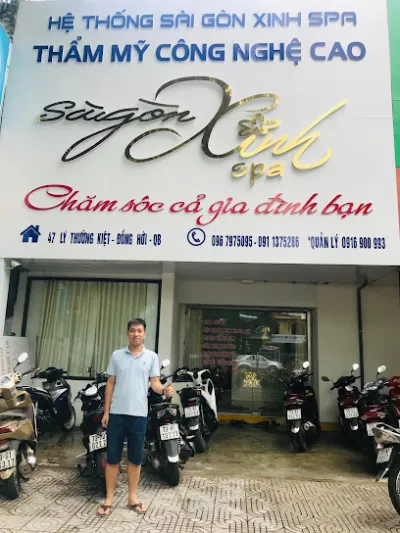 HỆ THỐNG SÀI GÒN XINH SPA
THẨM MỸ CÔNG NGHỆ CAO
Sài gòn Xinh
spa
Chăm sóc cả gia đình bạn
47 LÝ THƯỜNG KIỆT - ĐỒNG HỚI - QB
096 7975095 - 091 1375286
*QUẢN LÝ 0916 900 993